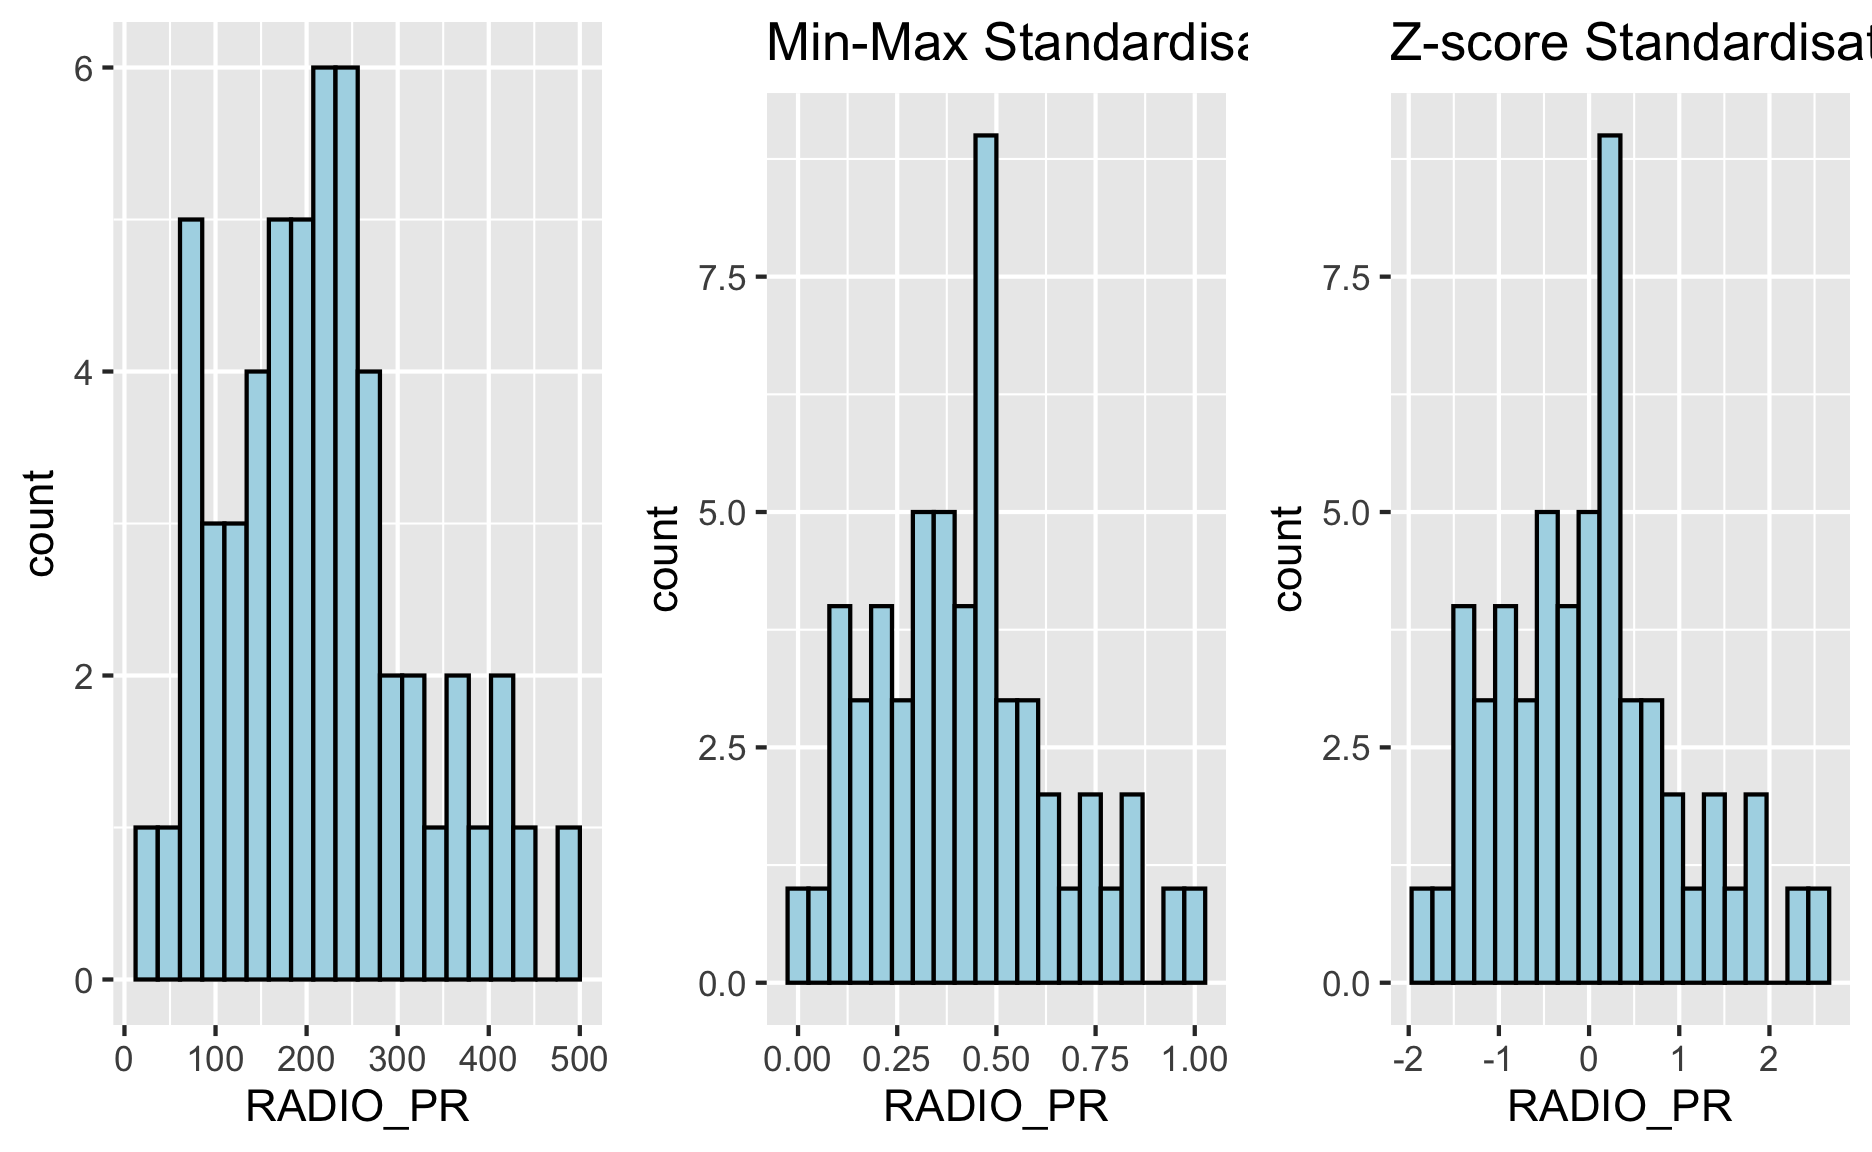 6
4
2
0
count
0 100 200 300 400 500
RADIO_PR
Min-Max Standardisa
7.5
5.0
2.5
0.0
count
0.00 0.25 0.50 0.75 1.00
RADIO_PR
Z-score Standardisat
7.5
5.0
2.5
0.0
count
-2 -1 0 1 2
RADIO_PR